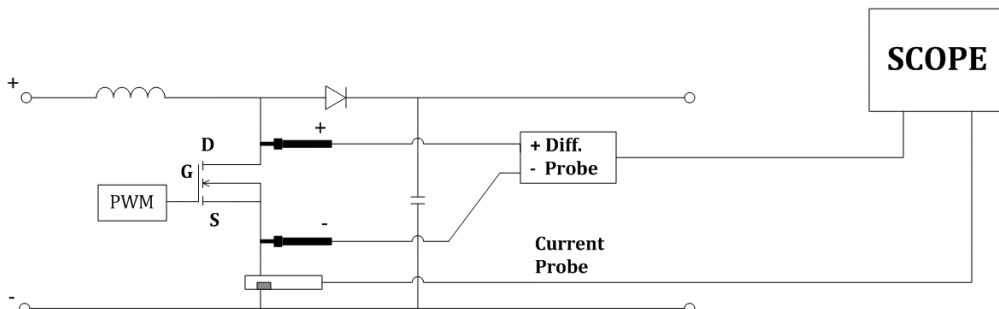 SCOPE
+
+
D
+ Diff.
- Probe
G
PWM
S
-
Current
Probe
-